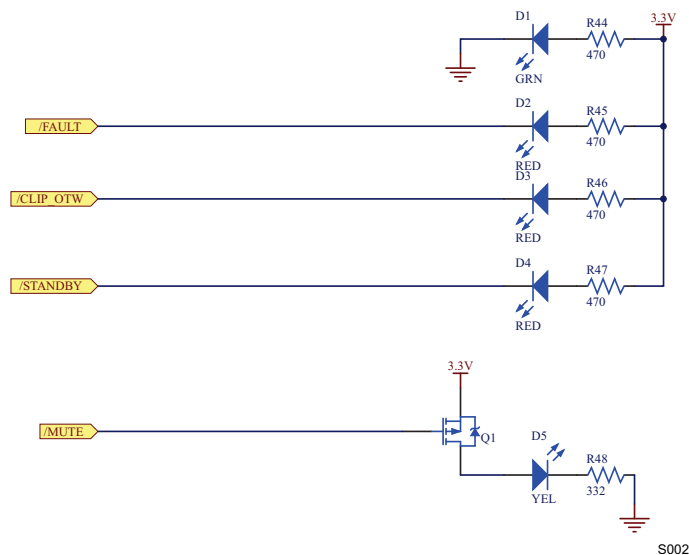 D1
R44
3.3V
GRN
470
D2
R45
/FAULT
RED
470
D3
R46
/CLIP_OTW
RED
470
D4
R47
/STANDBY
RED
470
3.3V
/MUTE
Q1
D5
R48
YEL
332
S002